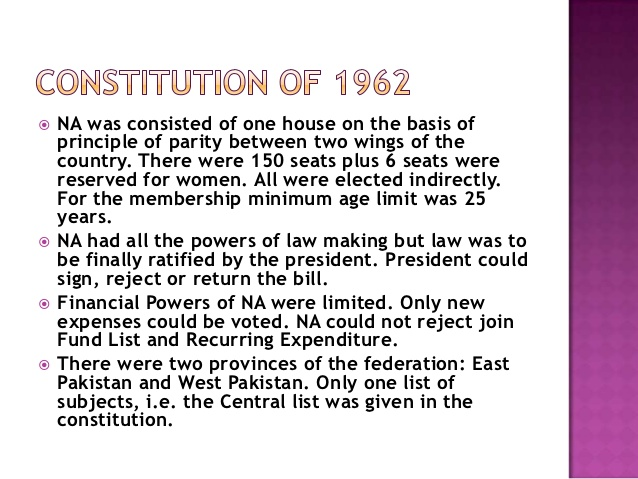 CONSTITUTION OF 1962
NA was consisted of one house on the basis of
principle of parity between two wings of the
country. There were 150 seats plus 6 seats were
reserved for women. All were elected indirectly.
For the membership minimum age limit was 25
years.
NA had all the powers of law making but law was to
be finally ratified by the president. President could
sign, reject or return the bill.
Financial Powers of NA were limited. Only new
expenses could be voted. NA could not reject join
Fund List and Recurring Expenditure.
There were two provinces of the federation: East
Pakistan and West Pakistan. Only one list of
subjects, i.e. the Central list was given in the
constitution.